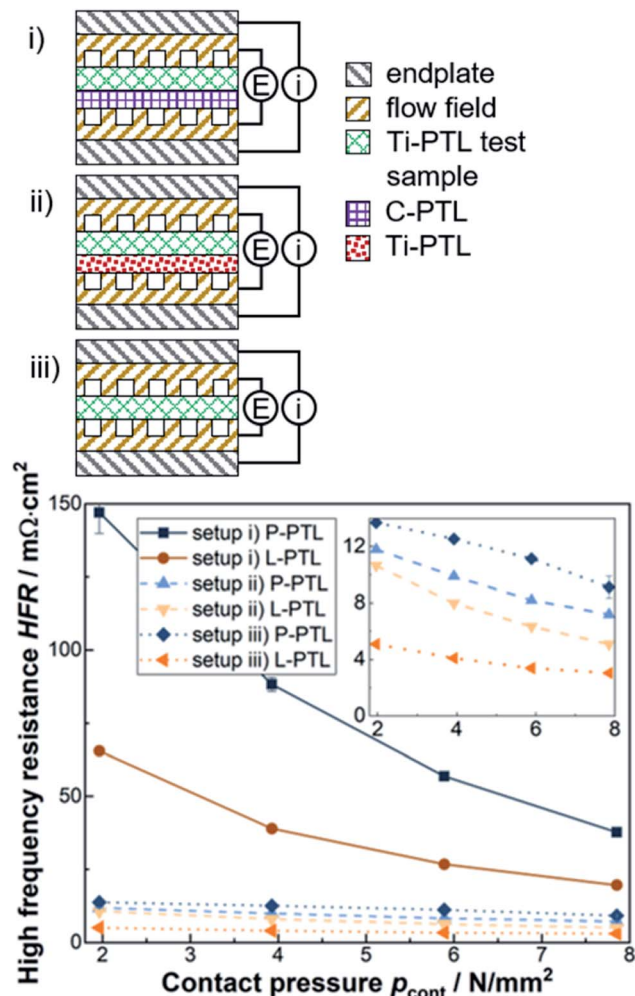 i)
E
i
ii)
E
i
iii)
E
i
endplate
flow field
Ti-PTL test
sample
C-PTL
Ti-PTL
High frequency resistance HFR / mΩ·cm²
150
100
50
0
setup i) P-PTL
setup i) L-PTL
setup ii) P-PTL
setup ii) L-PTL
setup iii) P-PTL
setup iii) L-PTL
12
8
4
0
2 4 6 8
2 3 4 5 6 7 8
Contact pressure p_cont / N/mm²